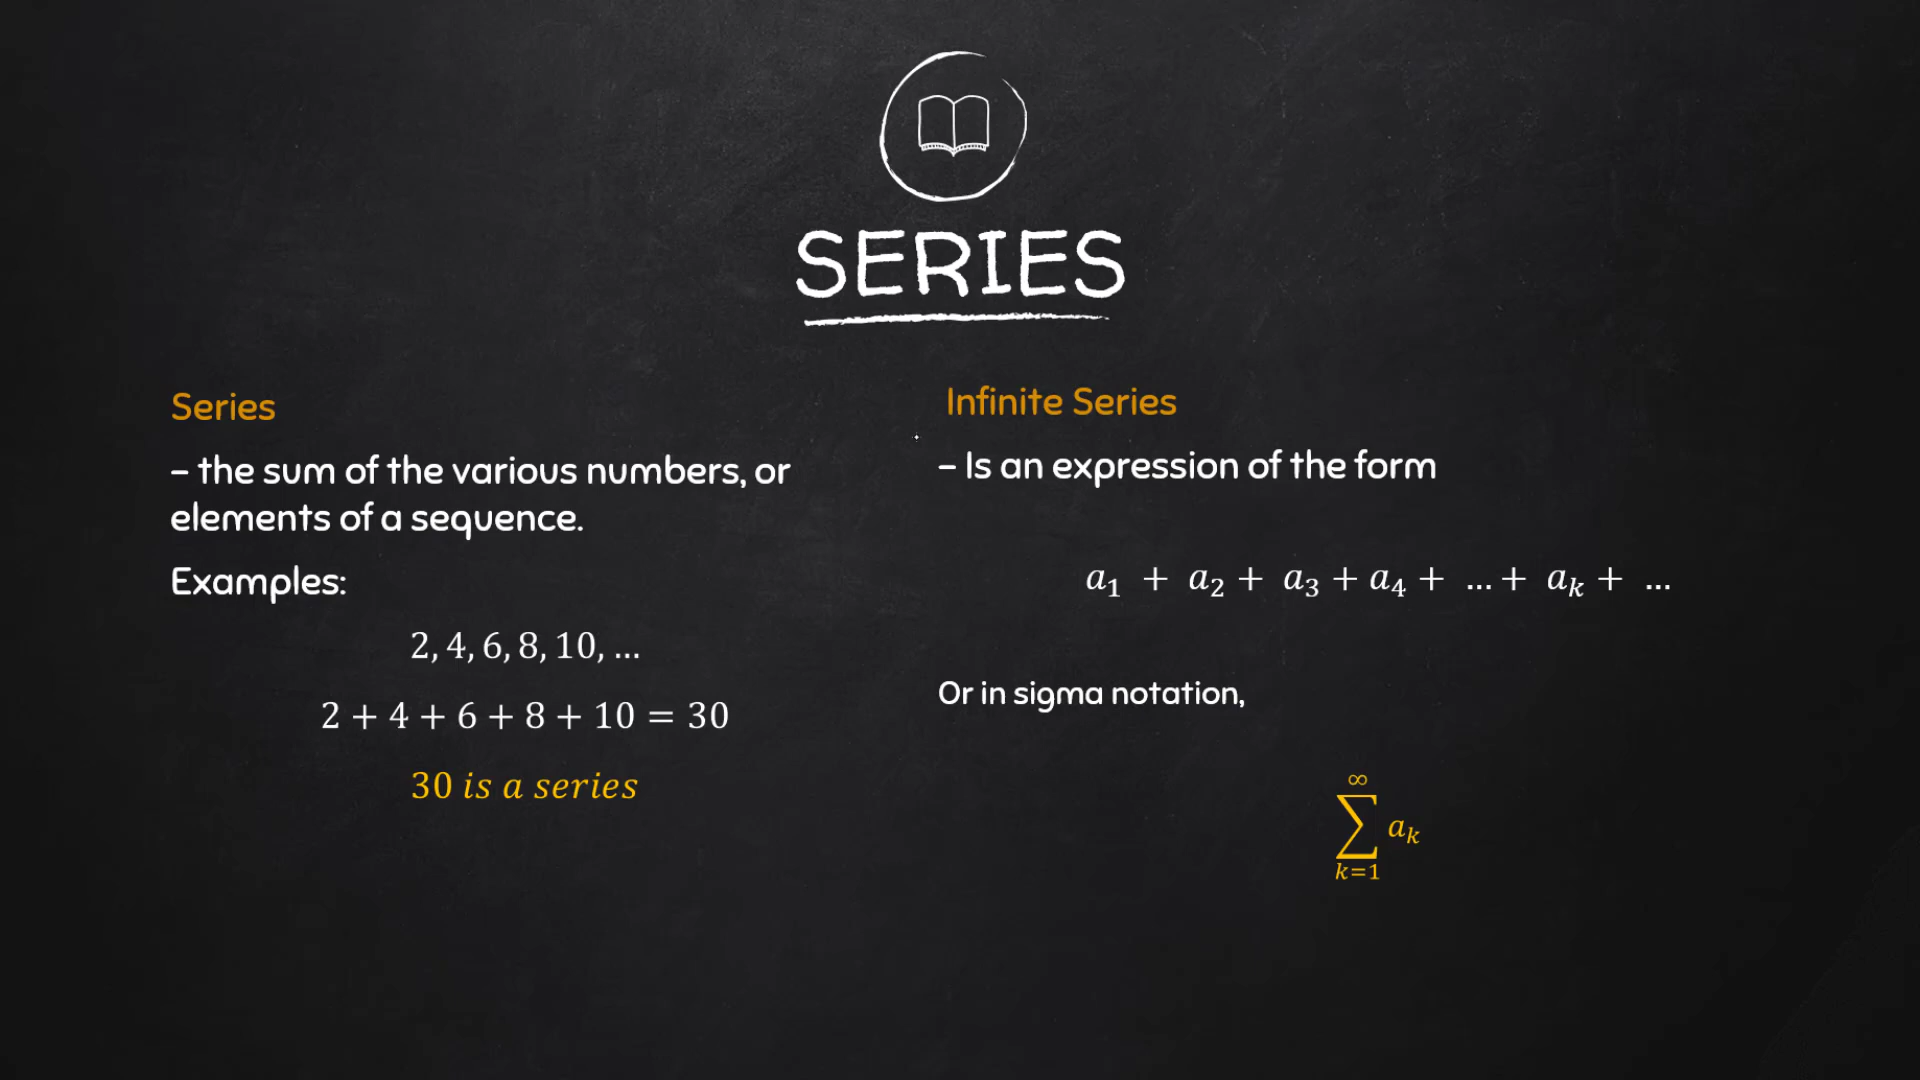 SERIES
Series
– the sum of the various numbers, or
elements of a sequence.
Examples:
2, 4, 6, 8, 10, …
2 + 4 + 6 + 8 + 10 = 30
30 is a series
Infinite Series
– Is an expression of the form
a₁ + a₂ + a₃ + a₄ + … + aₖ + …
Or in sigma notation,
∞
∑ aₖ
k=1